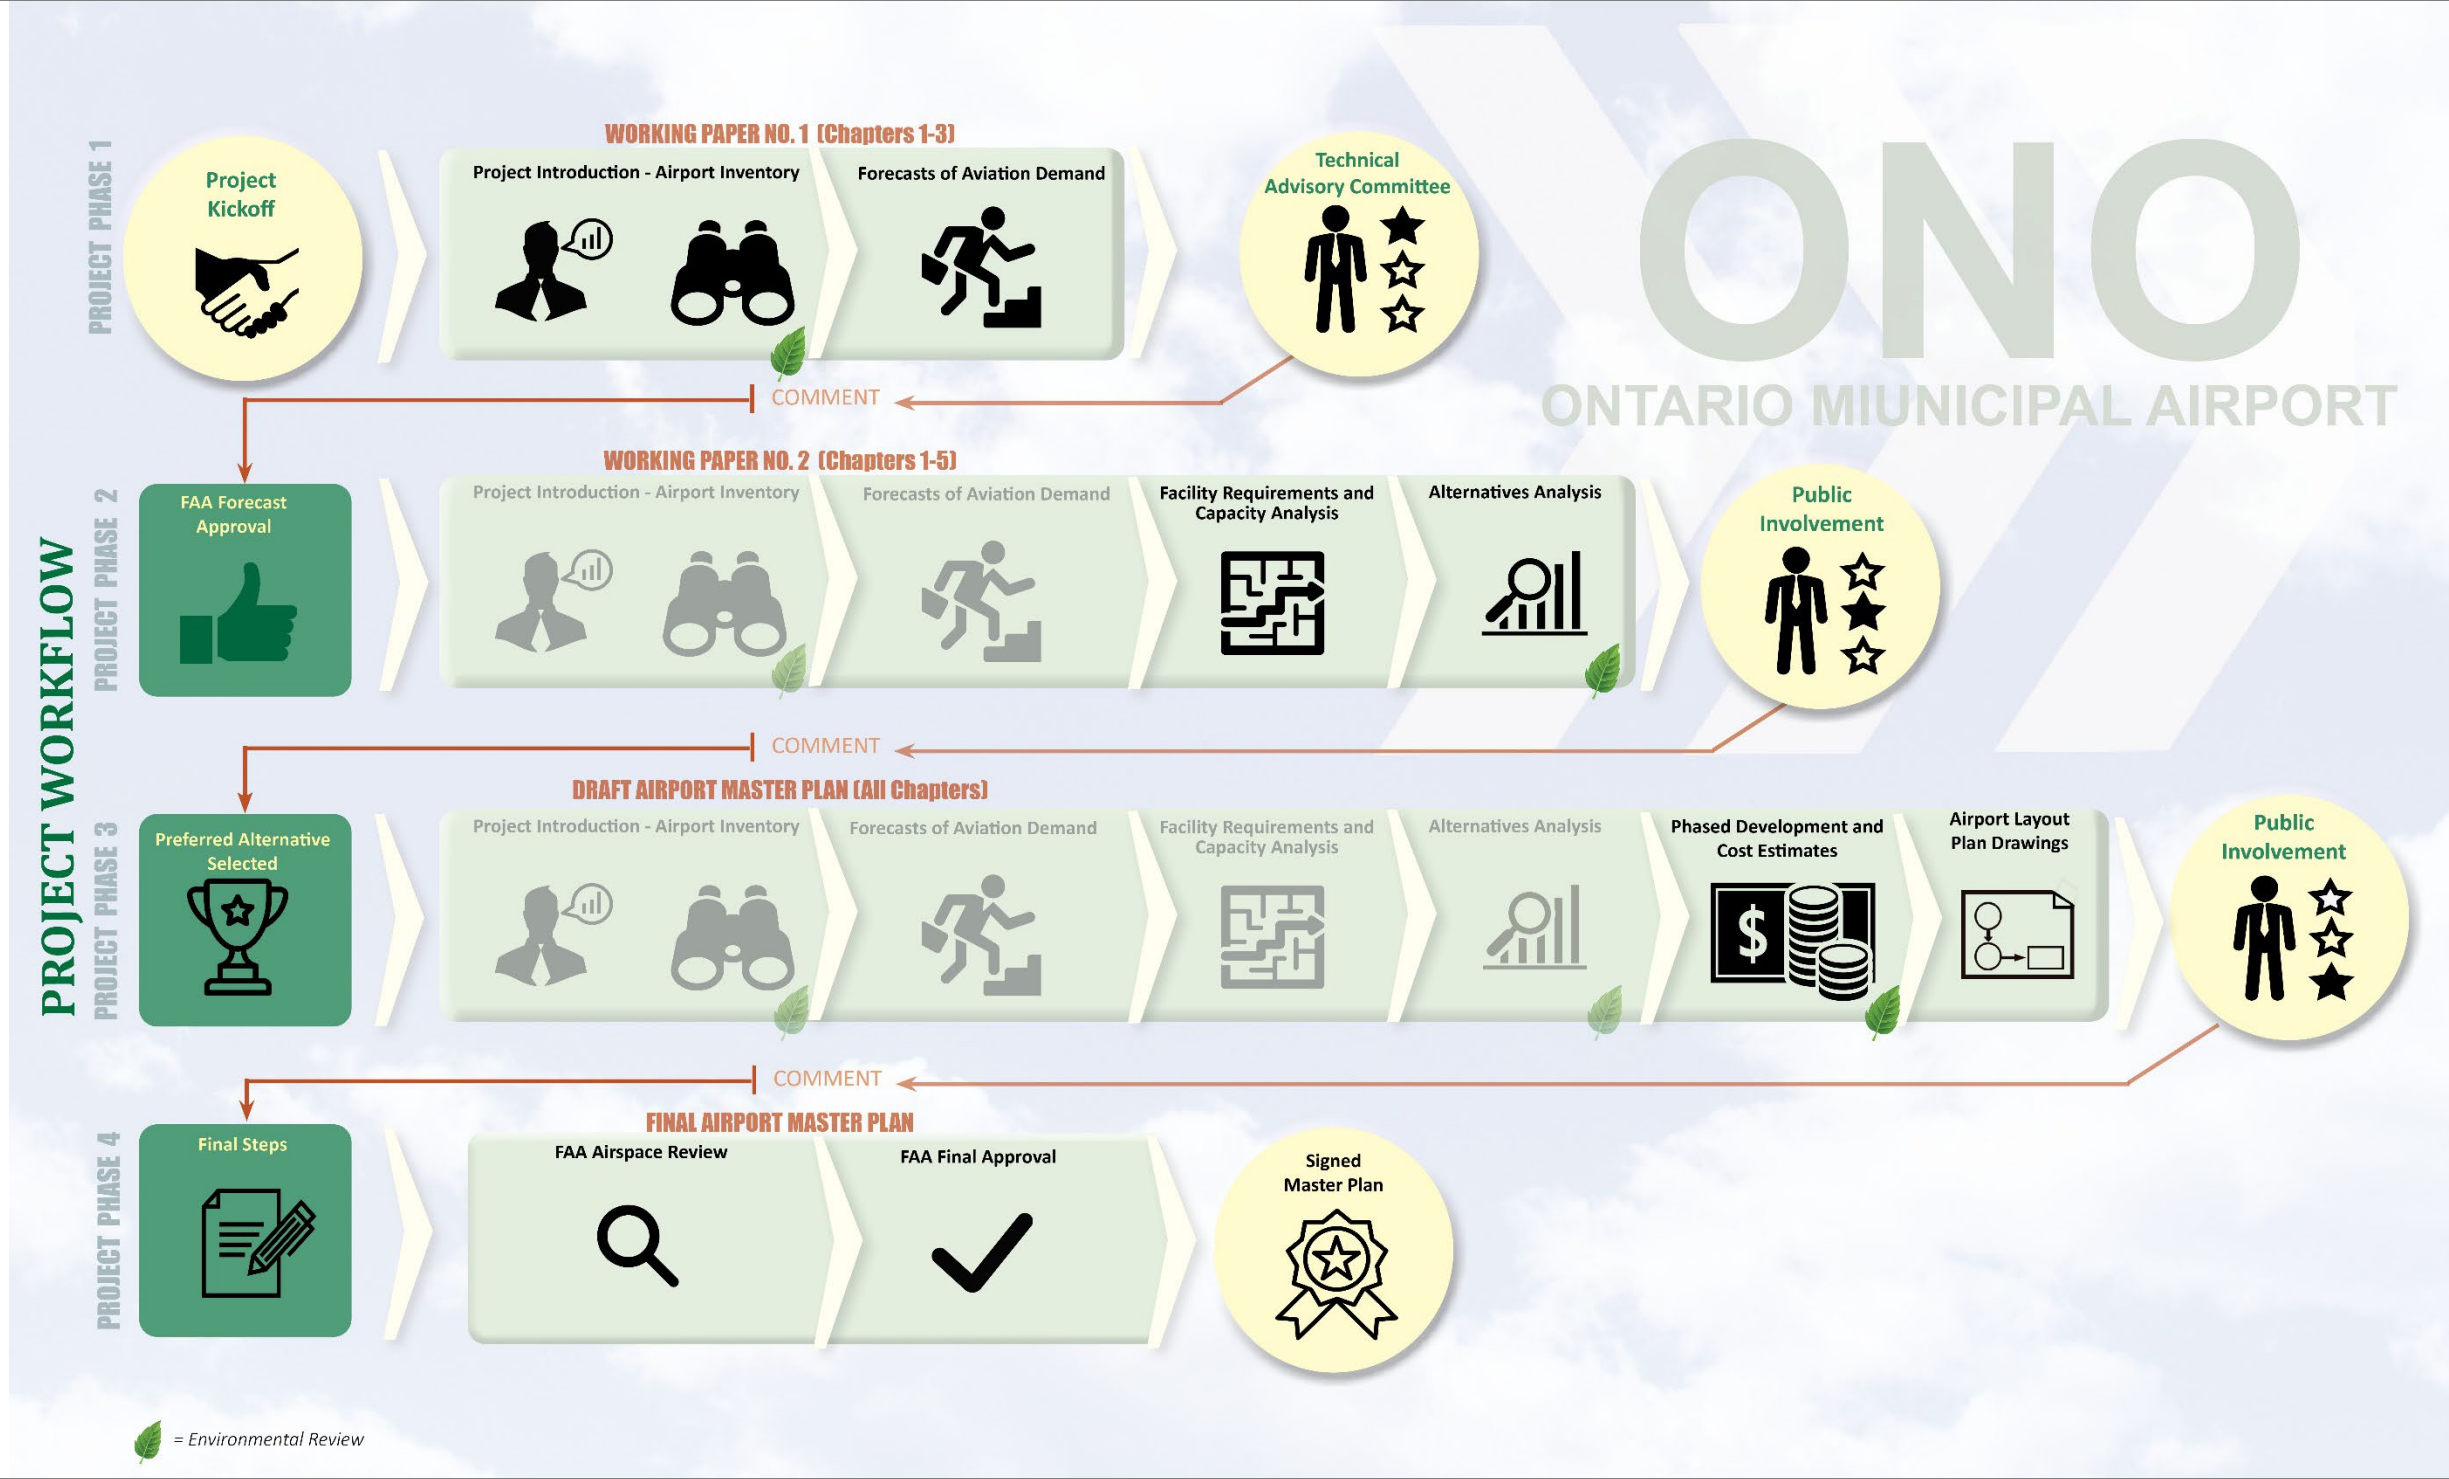 PROJECT WORKFLOW
ONO
ONTARIO MIUNICIPAL AIRPORT
PROJECT PHASE 1
Project
Kickoff
WORKING PAPER NO. 1 (Chapters 1-3)
Project Introduction - Airport Inventory
Forecasts of Aviation Demand
Technical
Advisory Committee
COMMENT
PROJECT PHASE 2
FAA Forecast
Approval
WORKING PAPER NO. 2 (Chapters 1-5)
Project Introduction - Airport Inventory
Forecasts of Aviation Demand
Facility Requirements and
Capacity Analysis
Alternatives Analysis
Public
Involvement
COMMENT
PROJECT PHASE 3
Preferred Alternative
Selected
DRAFT AIRPORT MASTER PLAN (All Chapters)
Project Introduction - Airport Inventory
Forecasts of Aviation Demand
Facility Requirements and
Capacity Analysis
Alternatives Analysis
Phased Development and
Cost Estimates
$
Airport Layout
Plan Drawings
Public
Involvement
COMMENT
PROJECT PHASE 4
Final Steps
FINAL AIRPORT MASTER PLAN
FAA Airspace Review
FAA Final Approval
Signed
Master Plan
= Environmental Review